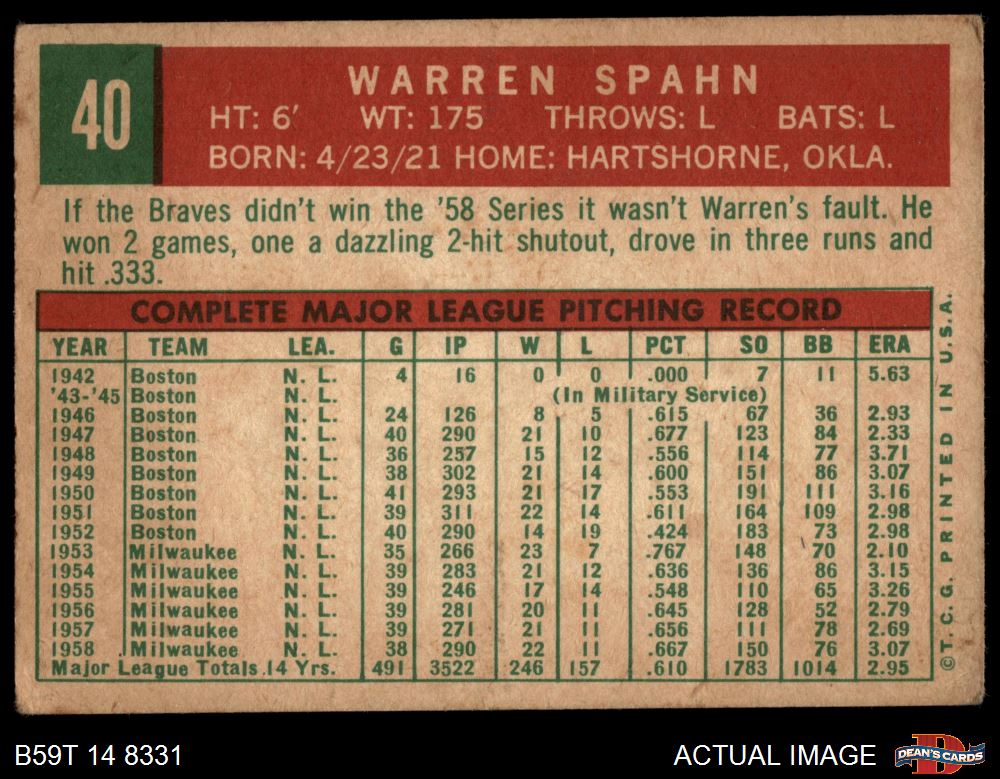 40
WARREN SPAHN
HT: 6' WT: 175 THROWS: L BATS: L
BORN: 4/23/21 HOME: HARTSHORNE, OKLA.
If the Braves didn't win the '58 Series it wasn't Warren's fault. He
won 2 games, one a dazzling 2-hit shutout, drove in three runs and
hit .333.
COMPLETE MAJOR LEAGUE PITCHING RECORD
YEAR TEAM LEA. G IP W L PCT SO BB ERA
1942 Boston N. L. 4 16 0 0 .000 7 11 5.63
'43-'45 Boston N. L. (In Military Service)
1946 Boston N. L. 24 126 8 5 .615 67 36 2.93
1947 Boston N. L. 40 290 21 10 .677 123 84 2.33
1948 Boston N. L. 36 257 15 12 .556 114 77 3.71
1949 Boston N. L. 38 302 21 14 .600 151 86 3.07
1950 Boston N. L. 41 293 21 17 .553 191 111 3.16
1951 Boston N. L. 39 311 22 14 .611 164 109 2.98
1952 Boston N. L. 40 290 14 19 .424 183 73 2.98
1953 Milwaukee N. L. 35 266 23 7 .767 148 70 2.10
1954 Milwaukee N. L. 39 283 21 12 .636 136 86 3.15
1955 Milwaukee N. L. 39 246 17 14 .548 110 65 3.26
1956 Milwaukee N. L. 39 281 20 11 .645 128 52 2.79
1957 Milwaukee N. L. 39 271 21 11 .656 111 78 2.69
1958 Milwaukee N. L. 38 290 22 11 .667 150 76 3.07
Major League Totals 14 Yrs. 491 3522 246 157 .610 1783 1014 2.95
©T.C.G. PRINTED IN U.S.A.
B59T 14 8331
ACTUAL IMAGE
DEAN'S CARDS